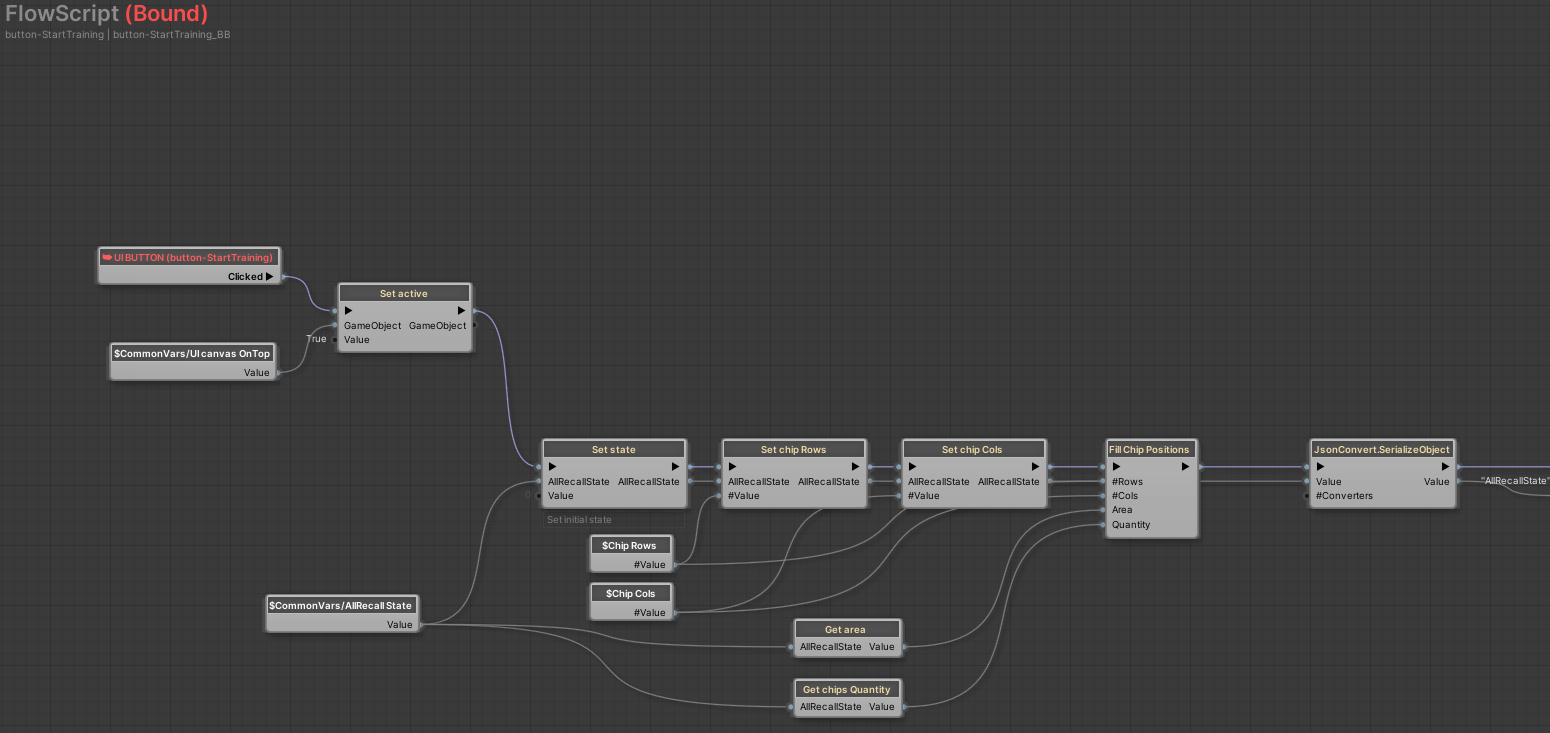 FlowScript (Bound)
button-StartTraining | button-StartTraining_BB
UI BUTTON (button-StartTraining)
Clicked
Set active
GameObject GameObject
True
Value
$CommonVars/UI canvas OnTop
Value
Set state
AllRecallState AllRecallState
0
Value
Set initial state
Set chip Rows
AllRecallState AllRecallState
#Value
Set chip Cols
AllRecallState AllRecallState
#Value
Fill Chip Positions
#Rows
#Cols
Area
Quantity
JsonConvert.SerializeObject
Value Value
#Converters
"AllRecallState"
$Chip Rows
#Value
$Chip Cols
#Value
$CommonVars/AllRecall State
Value
Get area
AllRecallState Value
Get chips Quantity
AllRecallState Value